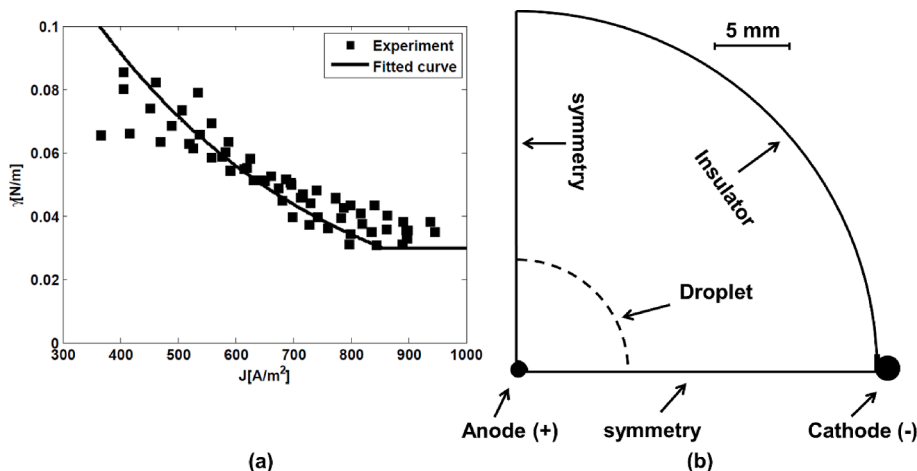 0.1
0.08
0.06
0.04
0.02
0
γ[N/m]
300 400 500 600 700 800 900 1000
J[A/m²]
Experiment
Fitted curve
(a)
5 mm
symmetry
Insulator
Droplet
Anode (+)
symmetry
Cathode (-)
(b)